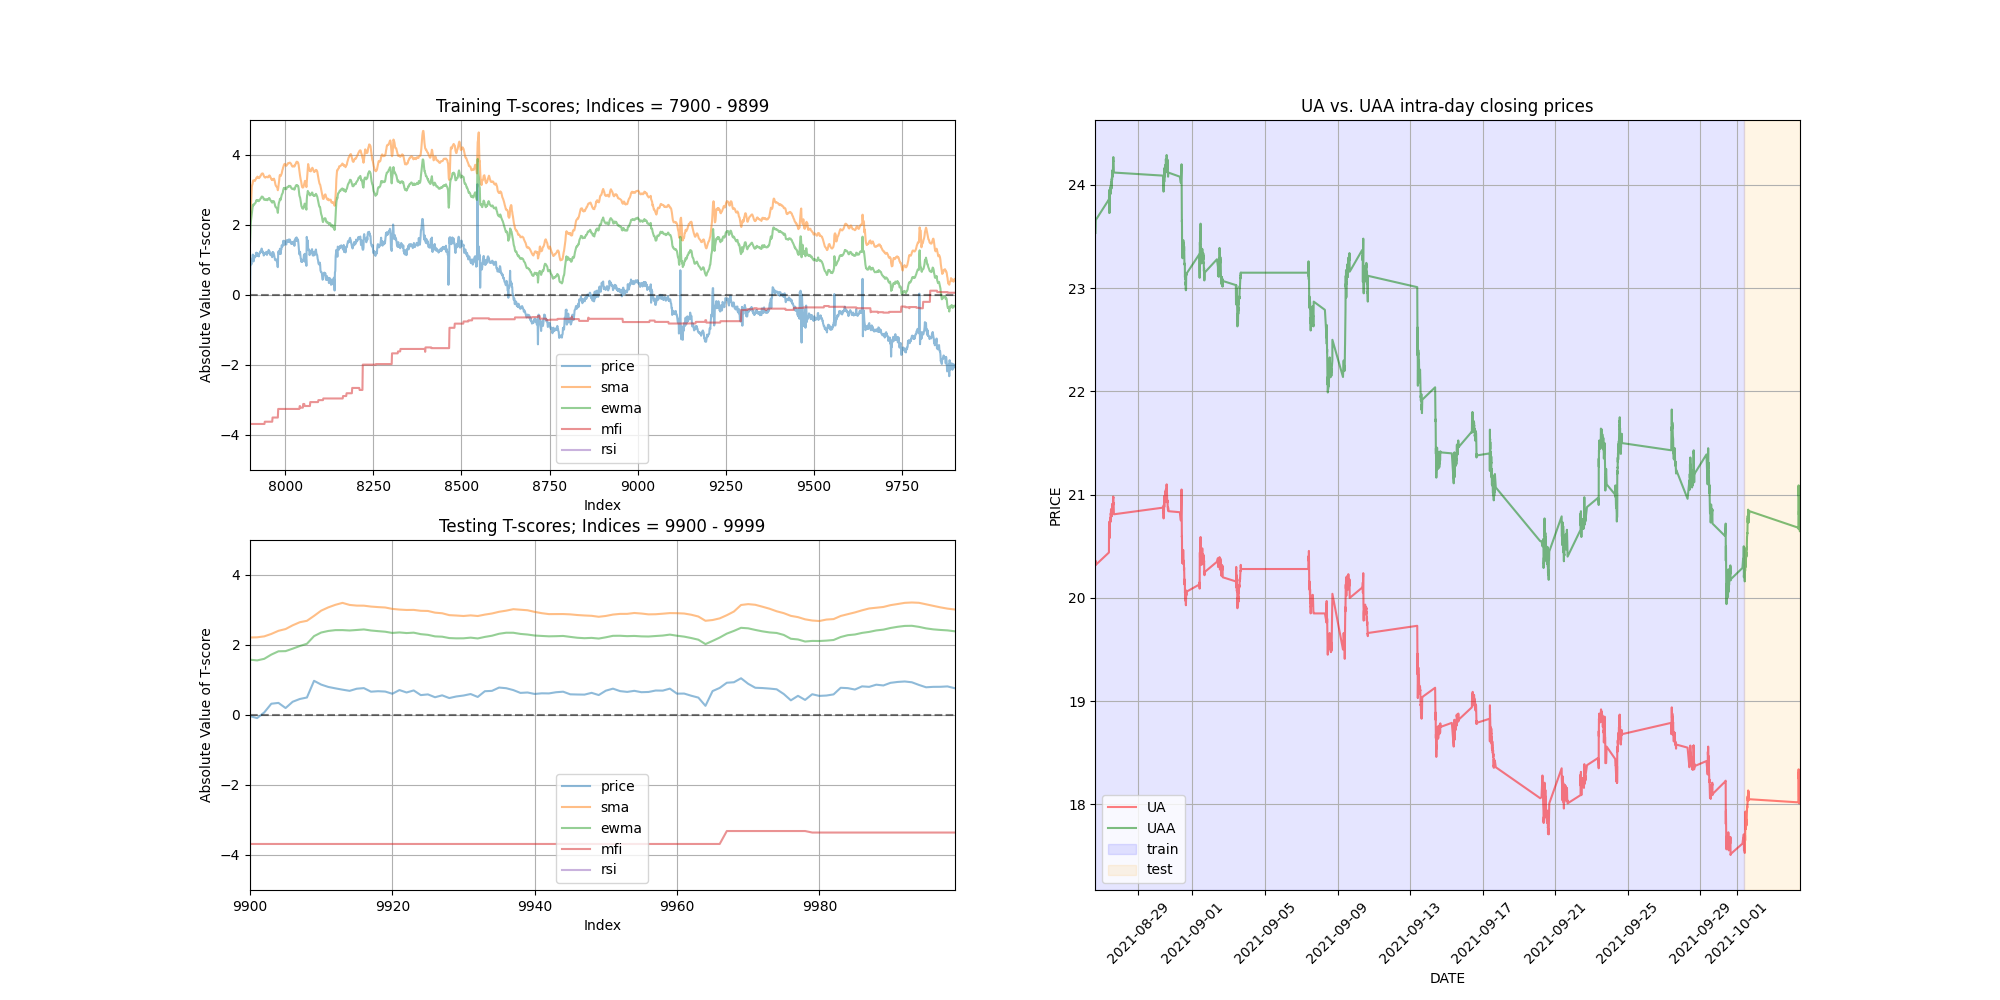 Training T-scores; Indices = 7900 - 9899
Absolute Value of T-score
4
2
0
−2
−4
price
sma
ewma
mfi
rsi
8000 8250 8500 8750 9000 9250 9500 9750
Index
Testing T-scores; Indices = 9900 - 9999
Absolute Value of T-score
4
2
0
−2
−4
price
sma
ewma
mfi
rsi
9900 9920 9940 9960 9980
Index
UA vs. UAA intra-day closing prices
PRICE
24
23
22
21
20
19
18
UA
UAA
train
test
2021-08-29 2021-09-01 2021-09-05 2021-09-09 2021-09-13 2021-09-17 2021-09-21 2021-09-25 2021-09-29 2021-10-01
DATE